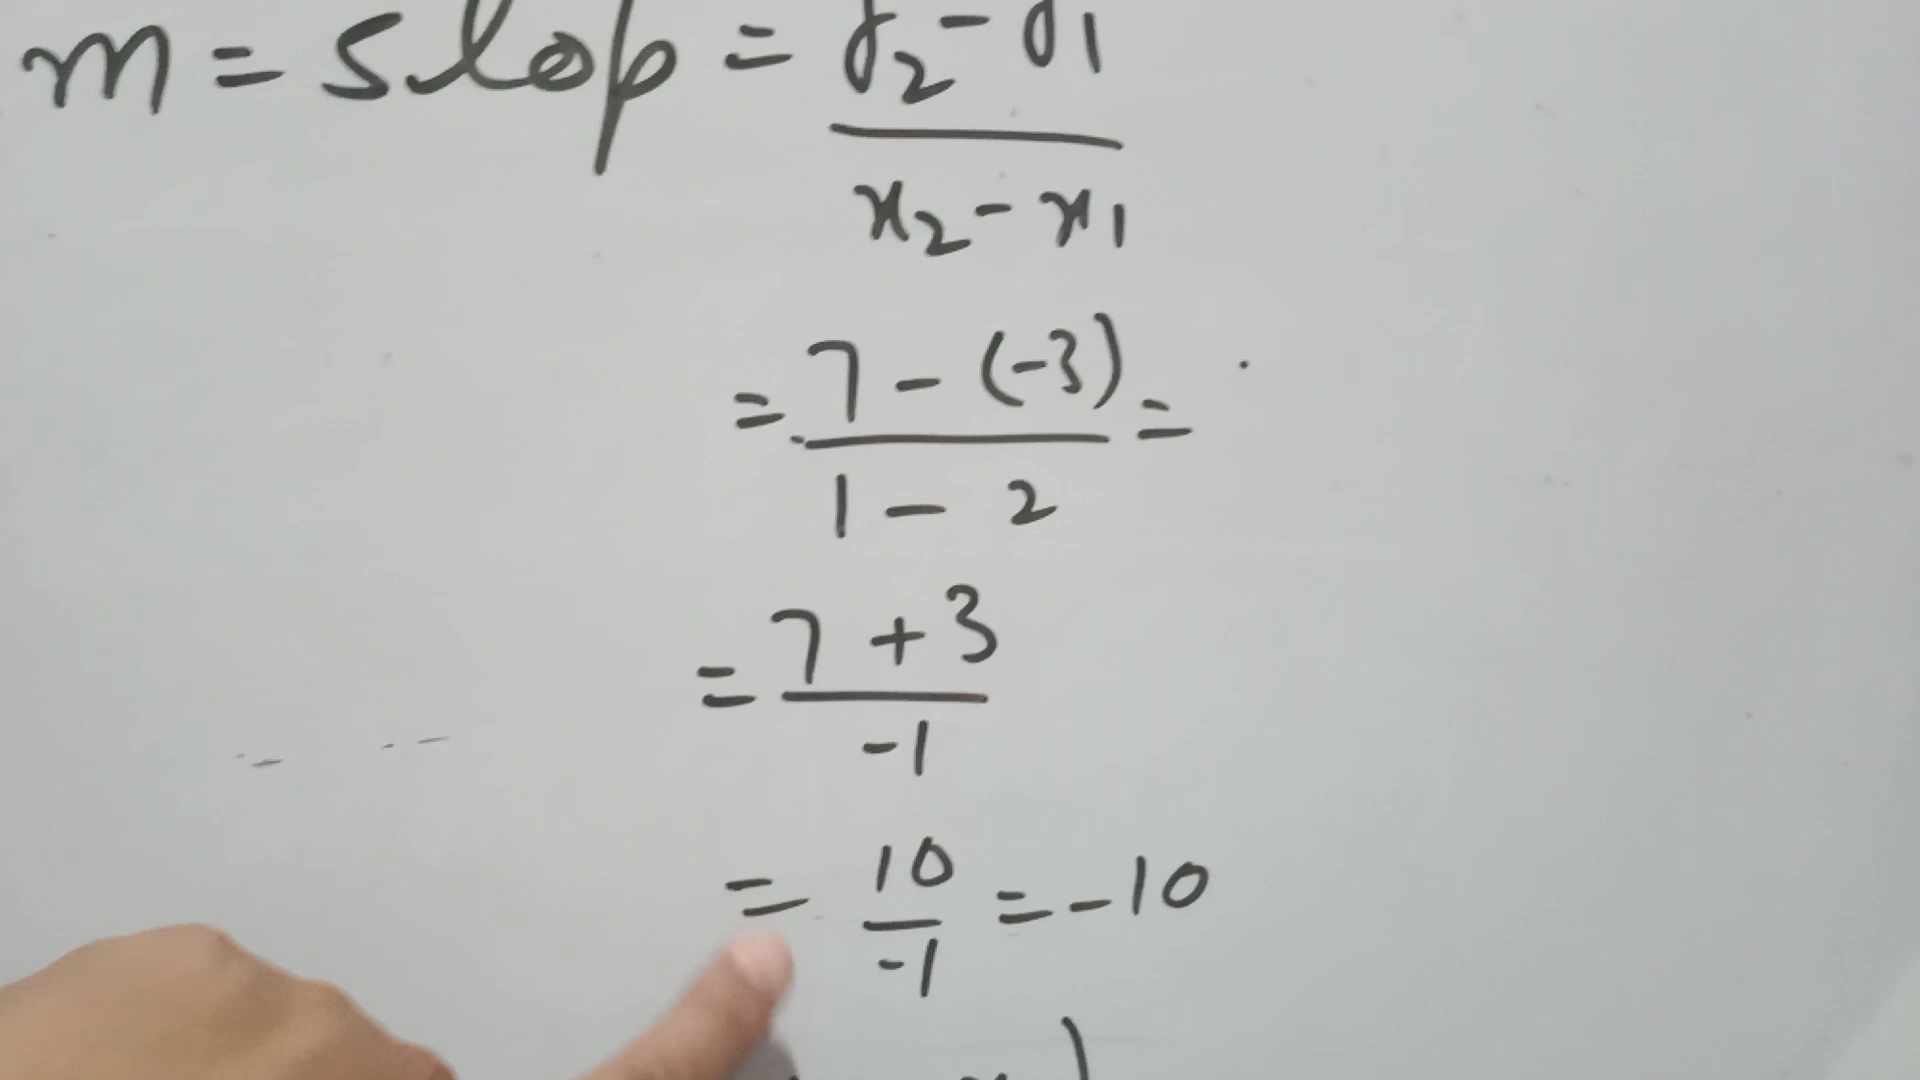 m = slop = y2 - y1 / x2 - x1
= 7 - (-3) / 1 - 2 =
= 7 + 3 / -1
= 10 / -1 = -10